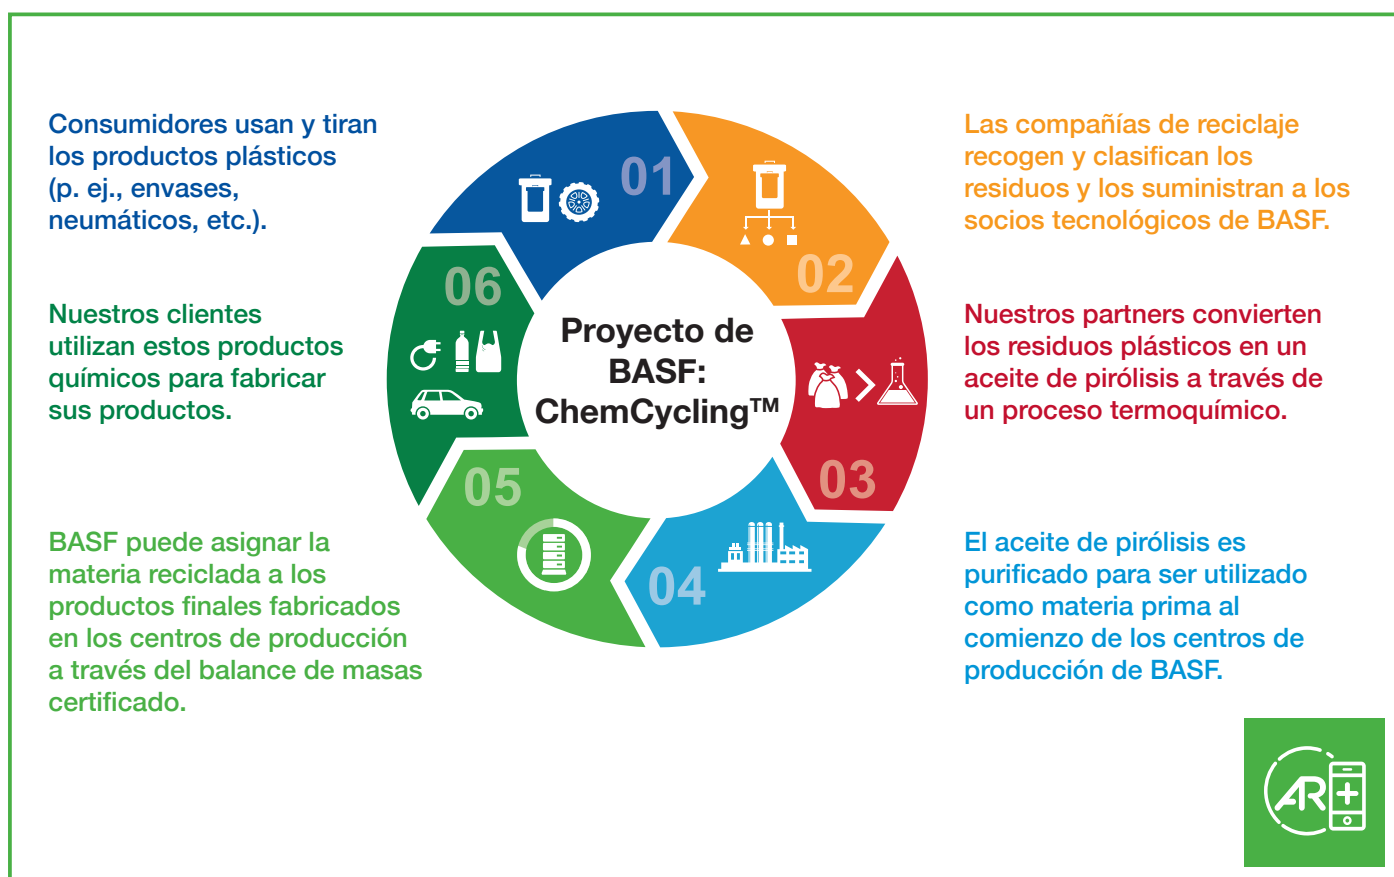 Consumidores usan y tiran
los productos plásticos
(p. ej., envases,
neumáticos, etc.).
01
02
Las compañías de reciclaje
recogen y clasifican los
residuos y los suministran a los
socios tecnológicos de BASF.
Nuestros partners convierten
los residuos plásticos en un
aceite de pirólisis a través de
un proceso termoquímico.
03
El aceite de pirólisis es
purificado para ser utilizado
como materia prima al
comienzo de los centros de
producción de BASF.
04
BASF puede asignar la
materia reciclada a los
productos finales fabricados
en los centros de producción
a través del balance de masas
certificado.
05
Nuestros clientes
utilizan estos productos
químicos para fabricar
sus productos.
06
Proyecto de
BASF:
ChemCycling™
AR+